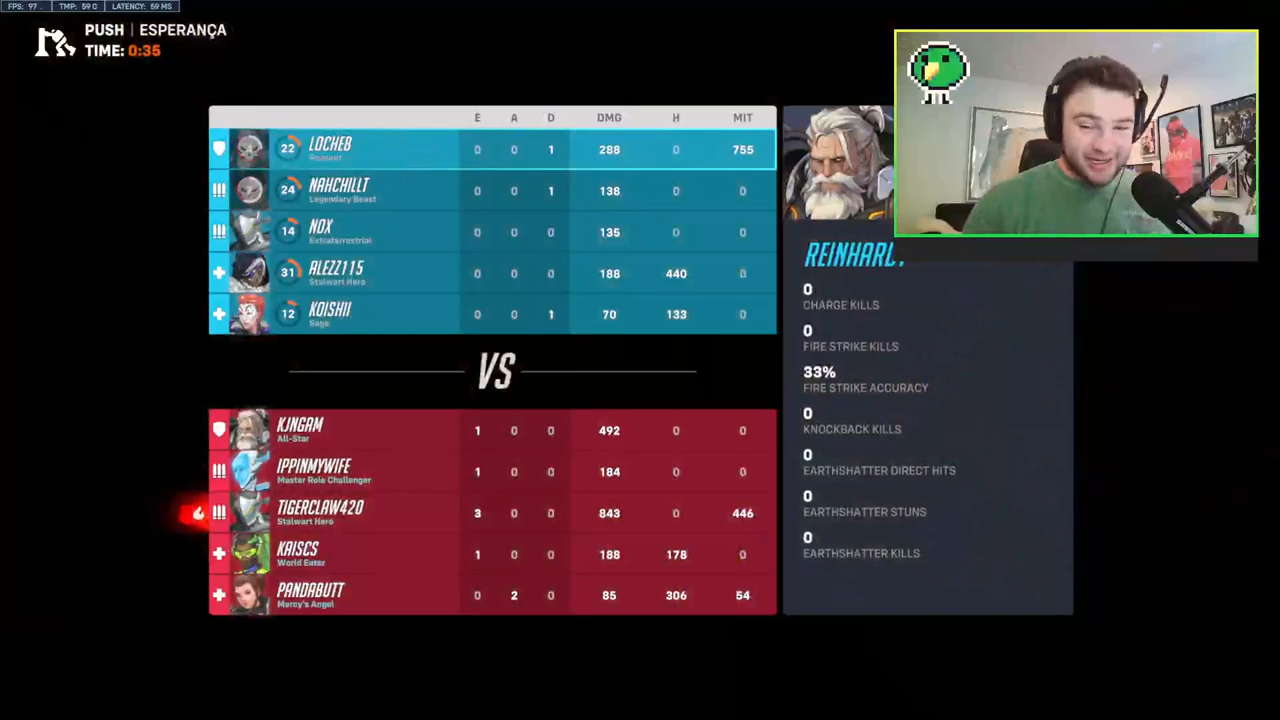 FPS: 97 TMP: 59 C LATENCY: 59 MS
PUSH | ESPERANÇA
TIME: 0:35
E A D DMG H MIT
22 LOCHEB 0 0 1 288 0 755
24 NAHCHILLT 0 0 1 138 0 0
Legendary Beast
14 NOX 0 0 0 135 0 0
Extraterrestrial
31 ALEZZ115 0 0 0 188 440 0
Stalwart Hero
12 KOISHII 0 0 1 70 133 0
Sage
VS
KJNGAM 1 0 0 492 0 0
All-Star
IPPINMYWIFE 1 0 0 184 0 0
Master Role Challenger
TIGERCLAW420 3 0 0 843 0 446
Stalwart Hero
KAISCS 1 0 0 188 178 0
World Eater
PANDABUTT 0 2 0 85 306 54
Mercy's Angel
0
CHARGE KILLS
0
FIRE STRIKE KILLS
33%
FIRE STRIKE ACCURACY
0
KNOCKBACK KILLS
0
EARTHSHATTER DIRECT HITS
0
EARTHSHATTER STUNS
0
EARTHSHATTER KILLS